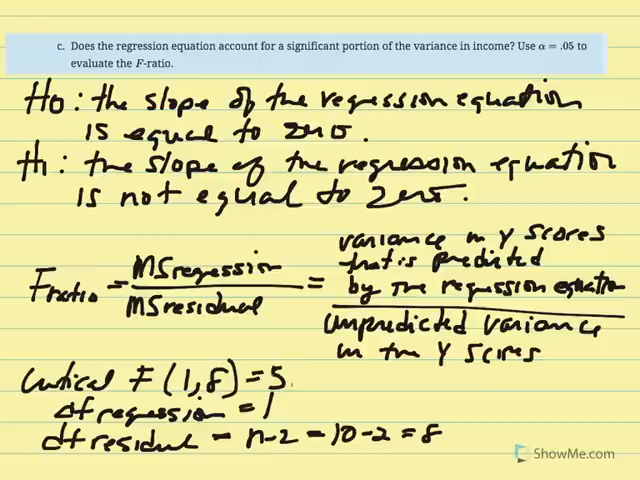 c. Does the regression equation account for a significant portion of the variance in income? Use α = .05 to
evaluate the F-ratio.
H0: the slope of the regression equation
is equal to zero.
H1: the slope of the regression equation
is not equal to zero.
Fratio = MSregression / MSresidual = variance in Y scores
that is predicted
by the regression equation
unpredicted variance
in the Y scores
Critical F (1,8) = 5.
df regression = 1
df residual = n-2 = 10-2 = 8
ShowMe.com